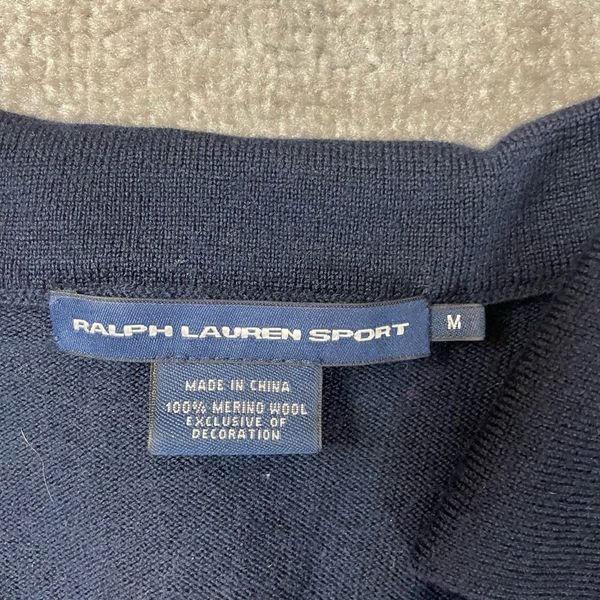 RALPH LAUREN SPORT
M
MADE IN CHINA
100% MERINO WOOL
EXCLUSIVE OF
DECORATION